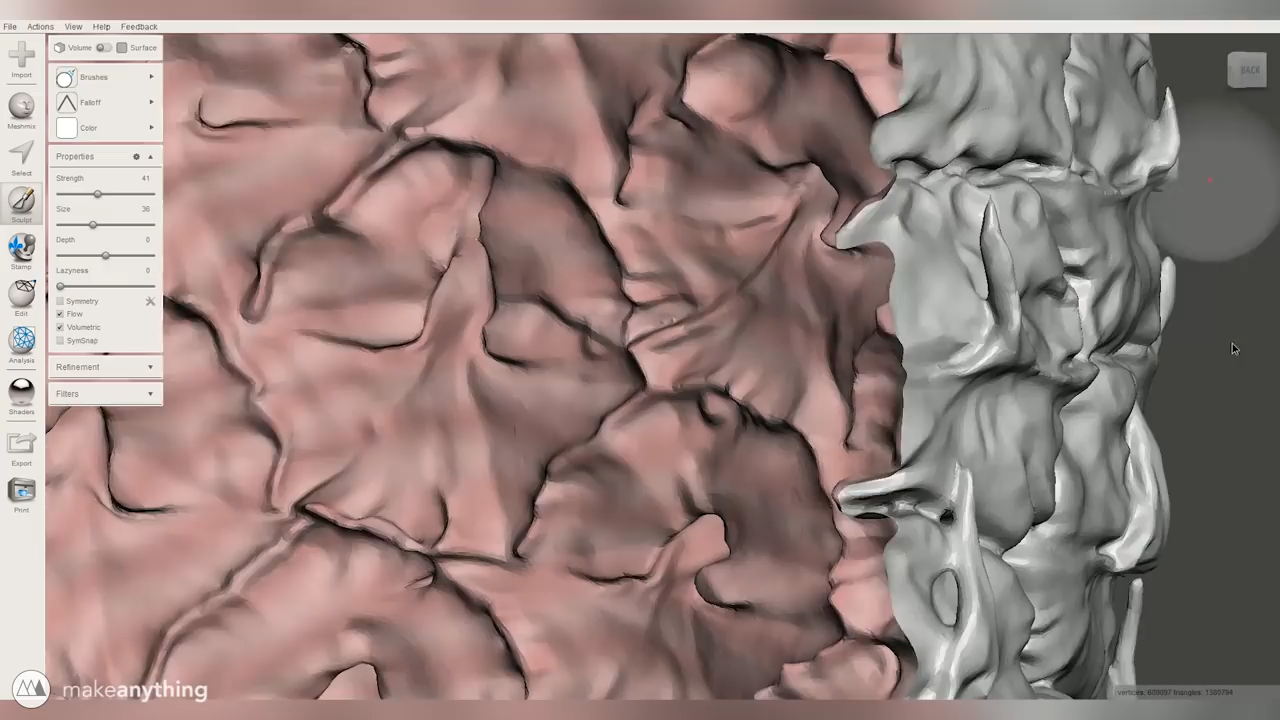 File Actions View Help Feedback
Import
Meshmix
Select
Sculpt
Stamp
Edit
Analysis
Shaders
Export
Print
Volume Surface
Brushes
Falloff
Color
Properties
Strength 41
Size 36
Depth 0
Lazyness 0
Symmetry
Flow
Volumetric
SymSnap
Refinement
Filters
BACK
makeanything